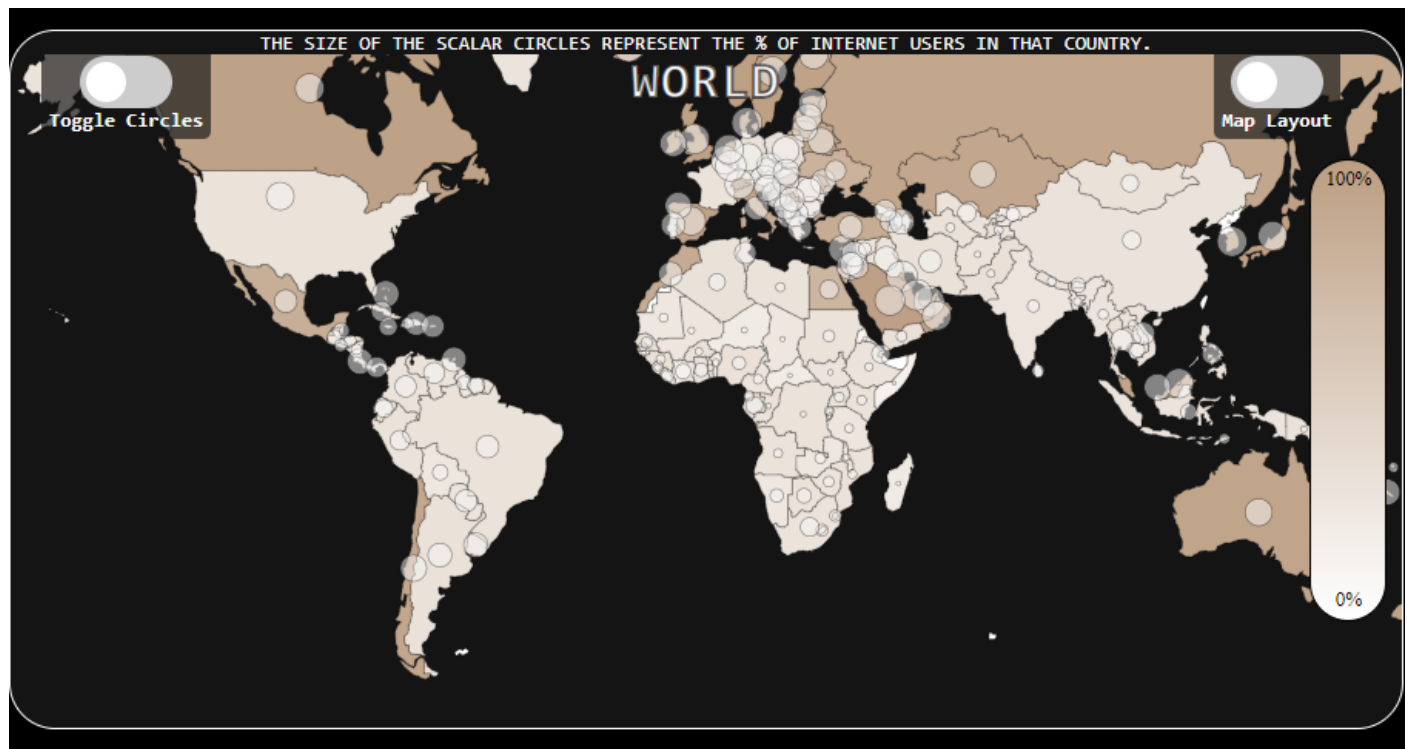 THE SIZE OF THE SCALAR CIRCLES REPRESENT THE % OF INTERNET USERS IN THAT COUNTRY.
WORLD
Toggle Circles
Map Layout
100%
0%